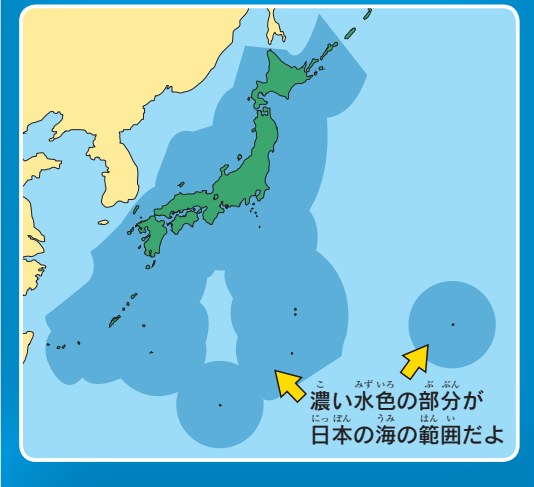 濃い水色の部分が
日本の海の範囲だよ